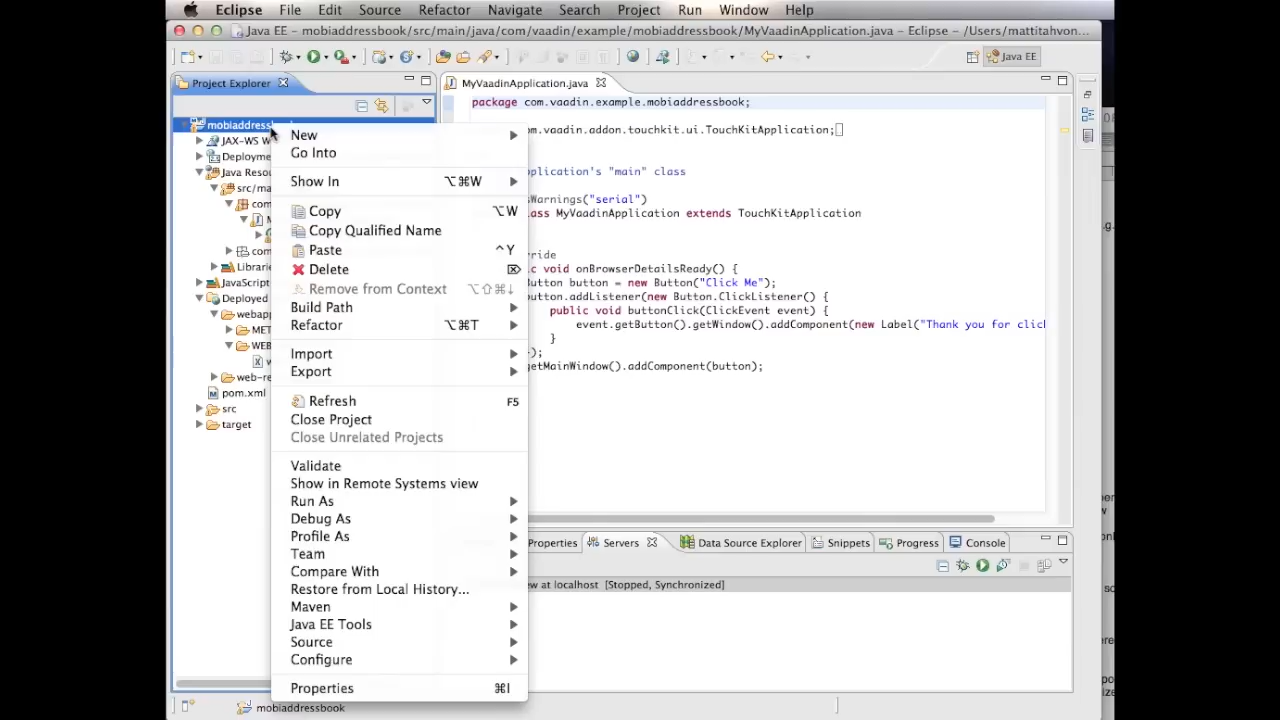 Eclipse File Edit Source Refactor Navigate Search Project Run Window Help
Java EE – mobiaddressbook/src/main/java/com/vaadin/example/mobiaddressbook/MyVaadinApplication.java – Eclipse – /Users/mattitahvon...
Java EE
Project Explorer
MyVaadinApplication.java
mobiaddress
JAX-WS W
Deployme
Java Resou
src/ma
com
M
com
Librarie
JavaScript
Deployed
webapp
MET
WEB
w
web-re
pom.xml
src
target
New
Go Into
Show In ⌥⌘W
Copy ⌥W
Copy Qualified Name
Paste ^Y
Delete ⌦
Remove from Context ⌥⇧⌘↓
Build Path
Refactor ⌥⌘T
Import
Export
Refresh F5
Close Project
Close Unrelated Projects
Validate
Show in Remote Systems view
Run As
Debug As
Profile As
Team
Compare With
Restore from Local History...
Maven
Java EE Tools
Source
Configure
Properties ⌘I
package com.vaadin.example.mobiaddressbook;
m.vaadin.addon.touchkit.ui.TouchKitApplication;
plication's "main" class
sWarnings("serial")
ass MyVaadinApplication extends TouchKitApplication
ride
c void onBrowserDetailsReady() {
utton button = new Button("Click Me");
utton.addListener(new Button.ClickListener() {
public void buttonClick(ClickEvent event) {
event.getButton().getWindow().addComponent(new Label("Thank you for clic
}
);
etMainWindow().addComponent(button);
Properties Servers Data Source Explorer Snippets Progress Console
ew at localhost [Stopped, Synchronized]
mobiaddressbook